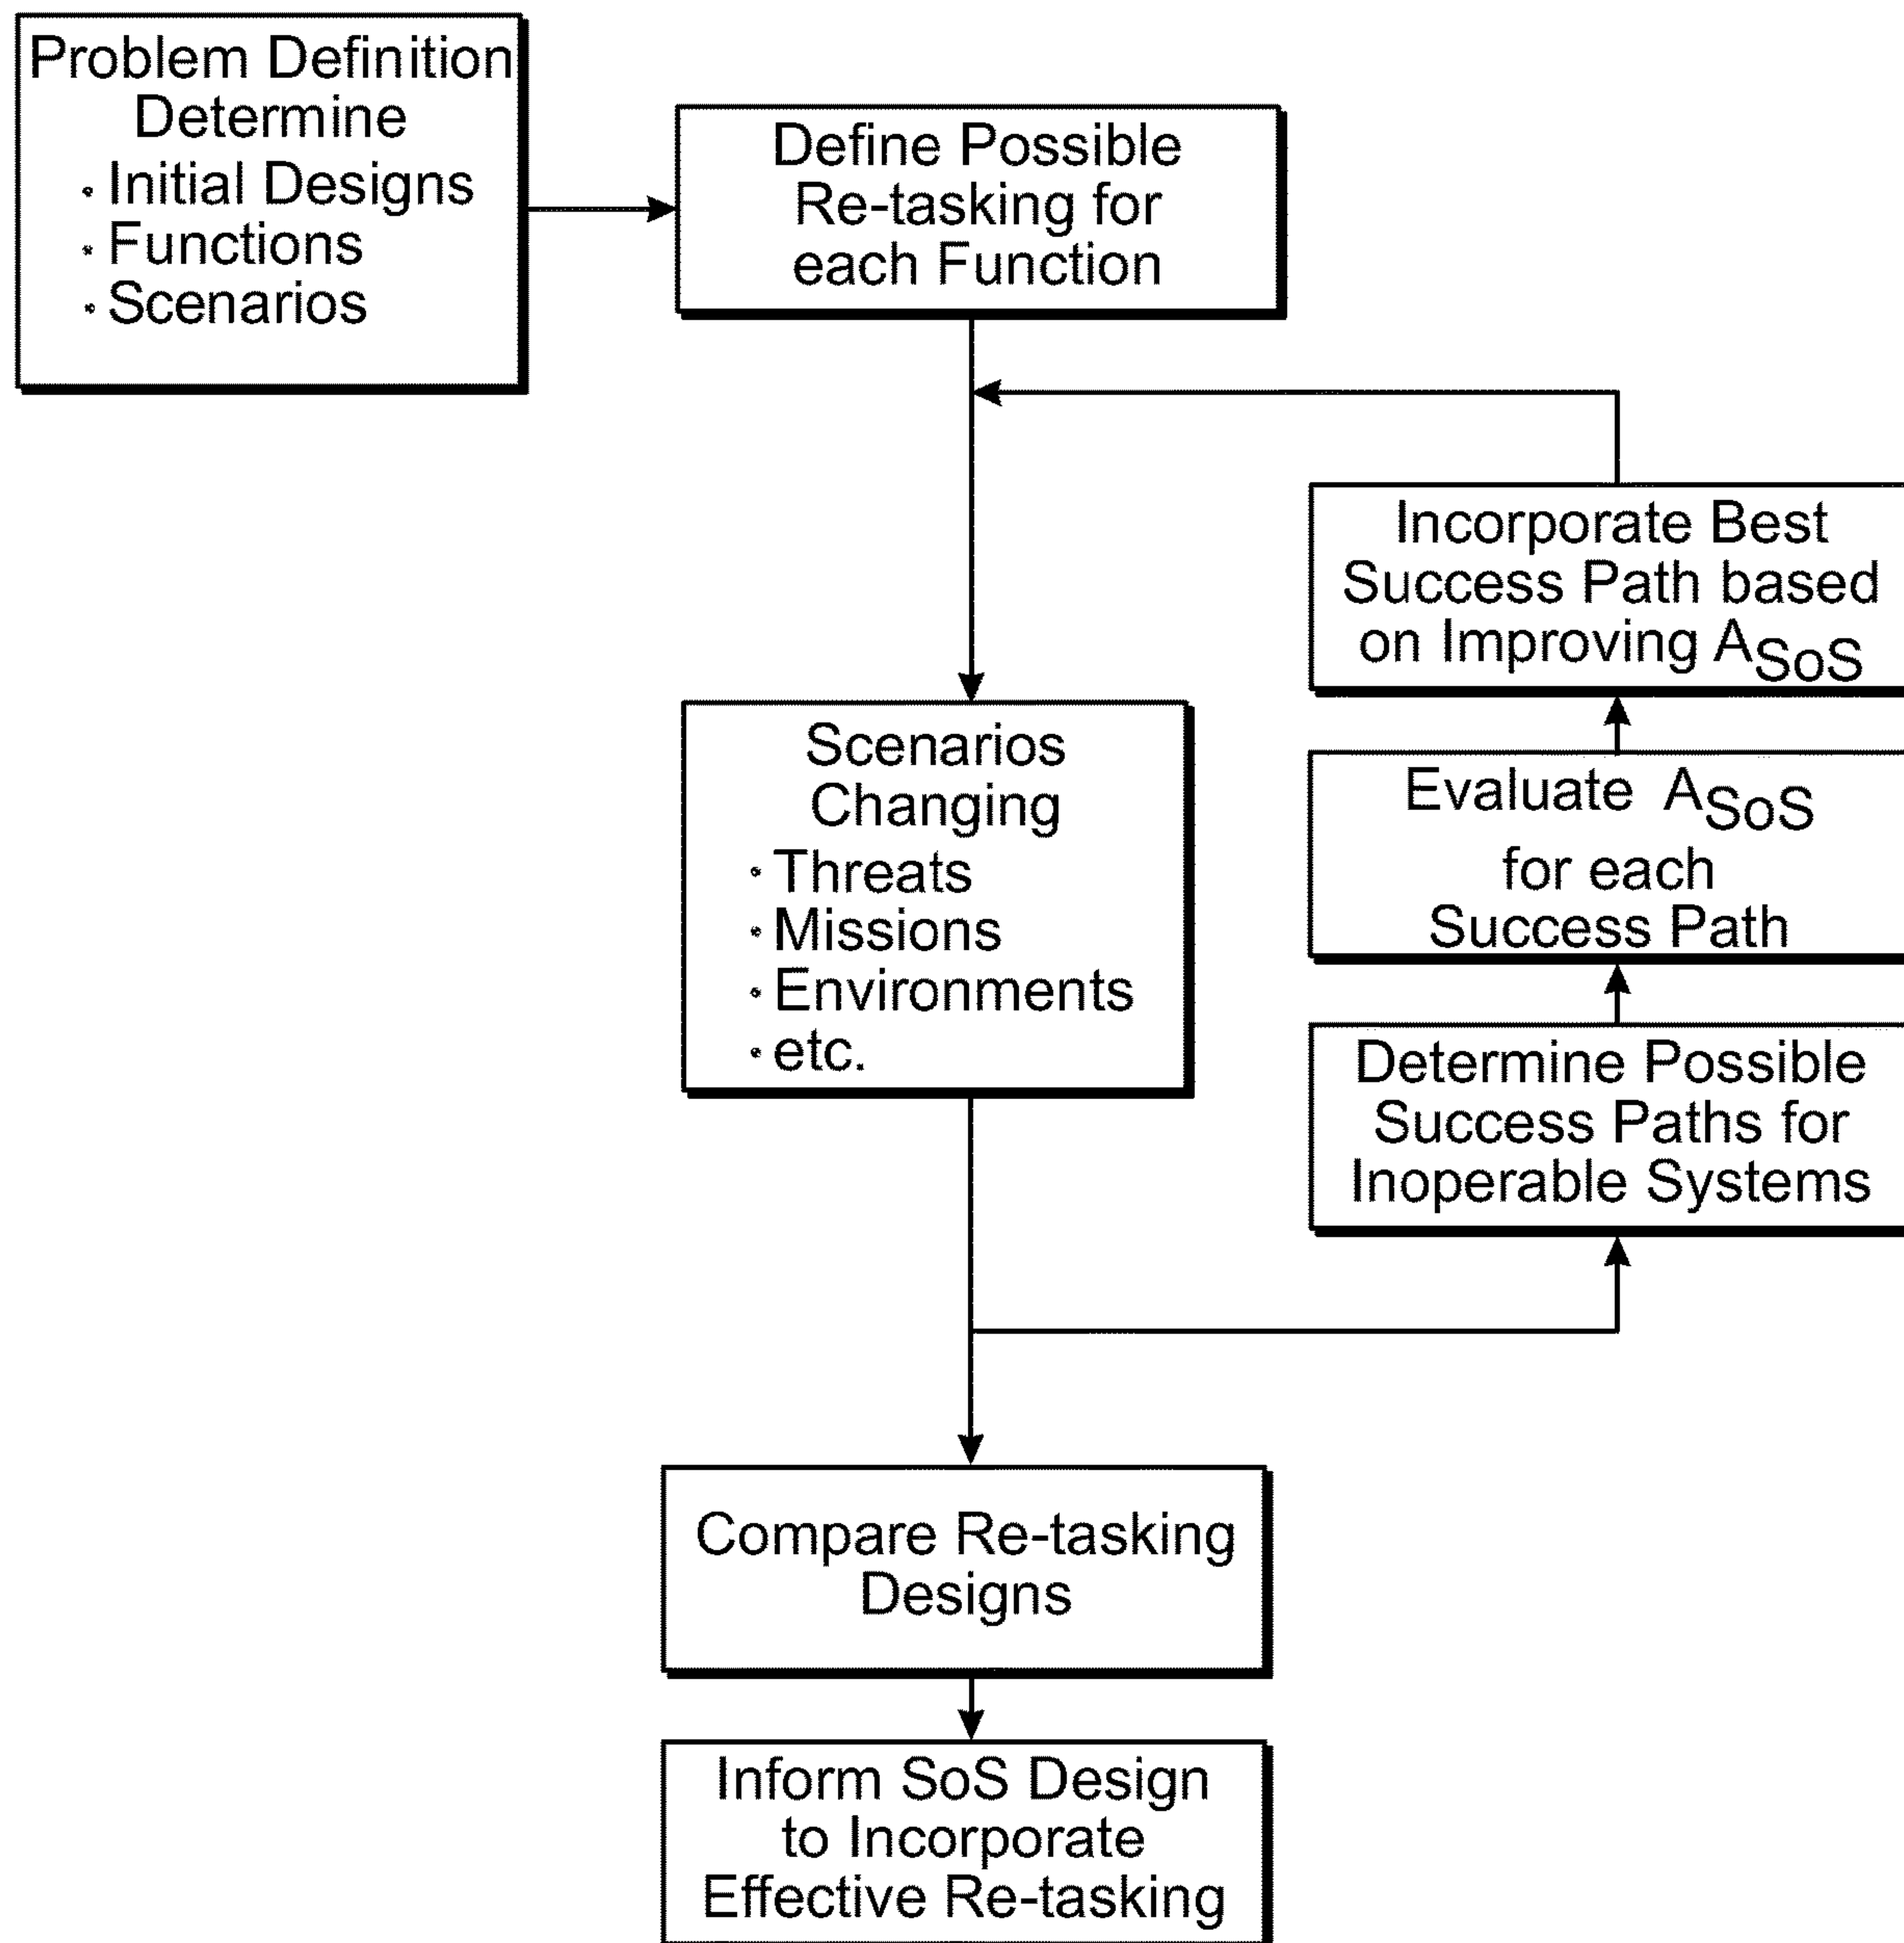 Problem Definition
Determine
· Initial Designs
· Functions
· Scenarios
Define Possible
Re-tasking for
each Function
Scenarios
Changing
· Threats
· Missions
· Environments
· etc.
Incorporate Best
Success Path based
on Improving ASoS
Evaluate ASoS
for each
Success Path
Determine Possible
Success Paths for
Inoperable Systems
Compare Re-tasking
Designs
Inform SoS Design
to Incorporate
Effective Re-tasking